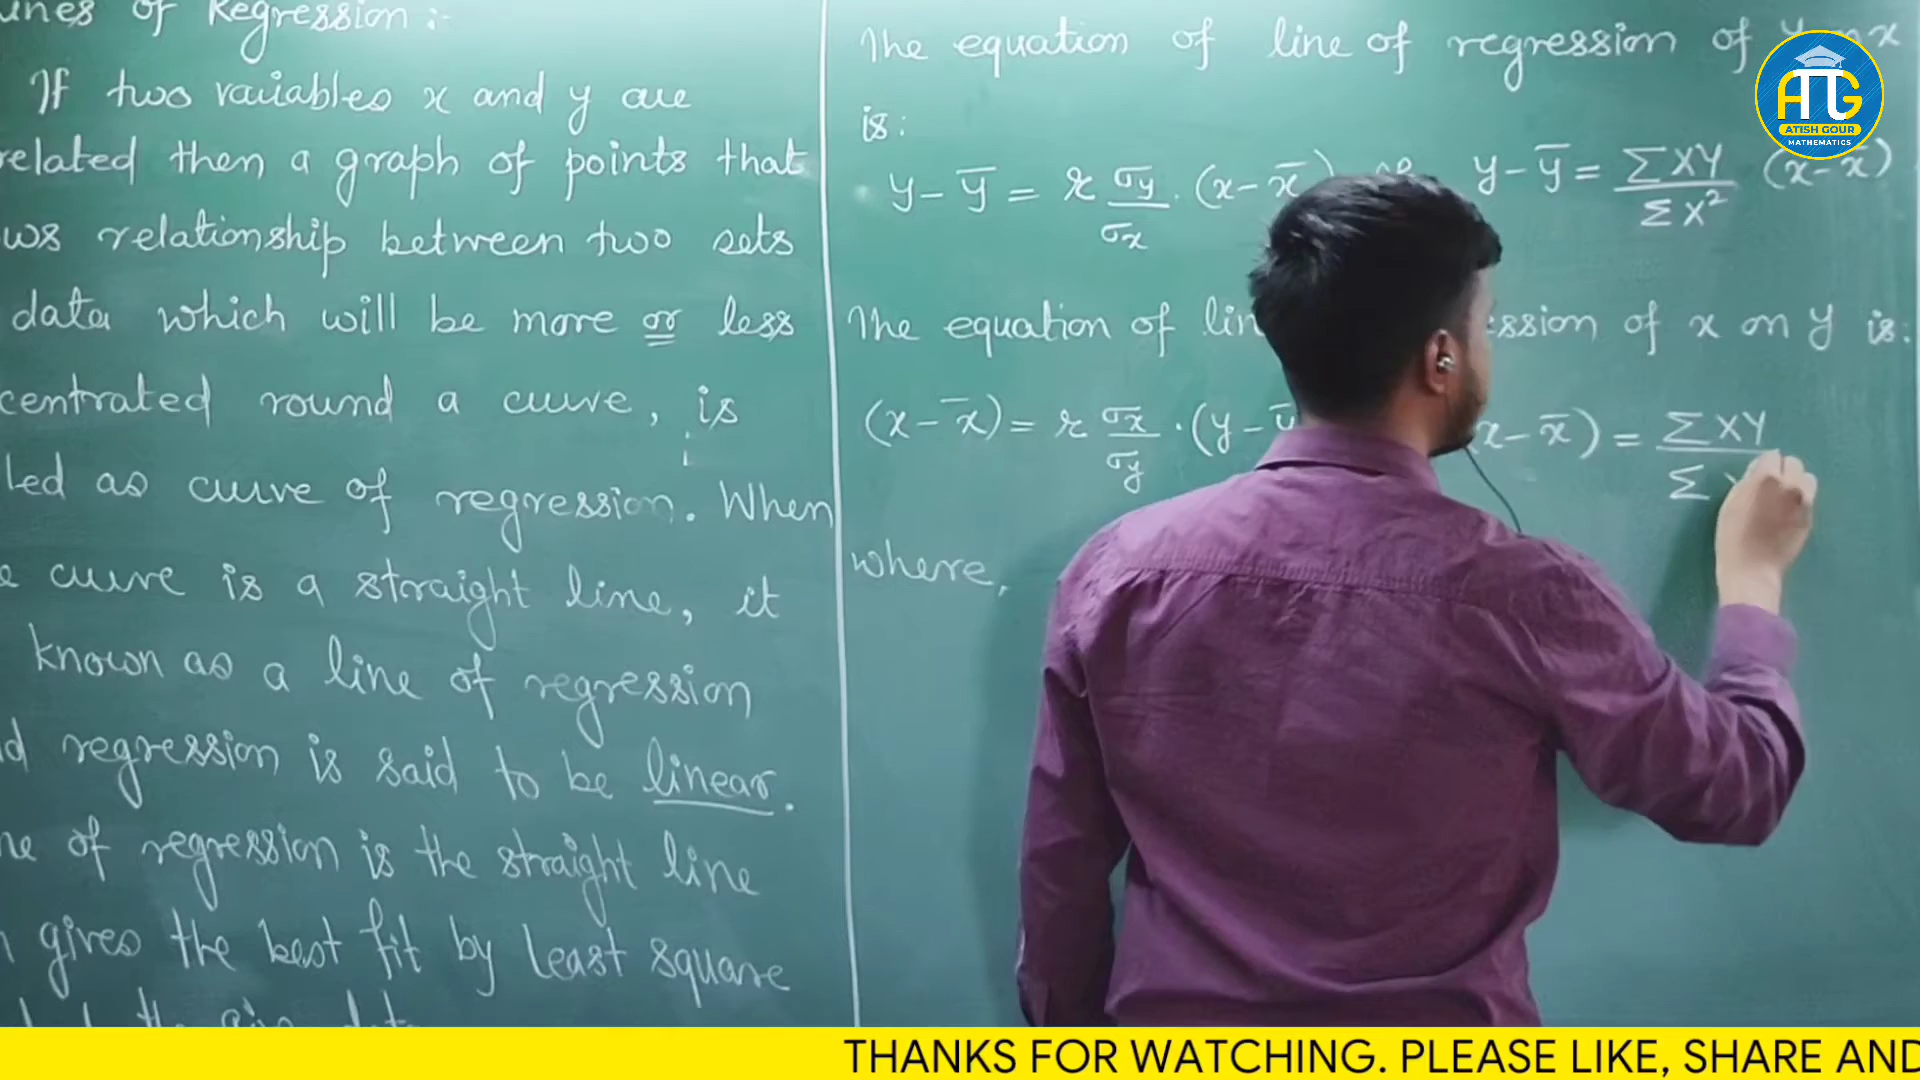 Lines of Regression :-
If two variables x and y are
related then a graph of points that
ows relationship between two sets
data which will be more or less
centrated round a curve, is
led as curve of regression. When
e curve is a straight line, it
known as a line of regression
d regression is said to be linear.
ne of regression is the straight line
h gives the best fit by least square
The equation of line of regression of y on x
is:
y - ȳ = r σy/σx . (x - x̄) or y - ȳ = ΣXY/ΣX² (x - x̄)
The equation of lin ession of x on y is:
(x - x̄) = r σx/σy . (y - ȳ x - x̄) = ΣXY/Σ
where,
ATG
ATISH GOUR
MATHEMATICS
THANKS FOR WATCHING. PLEASE LIKE, SHARE AND